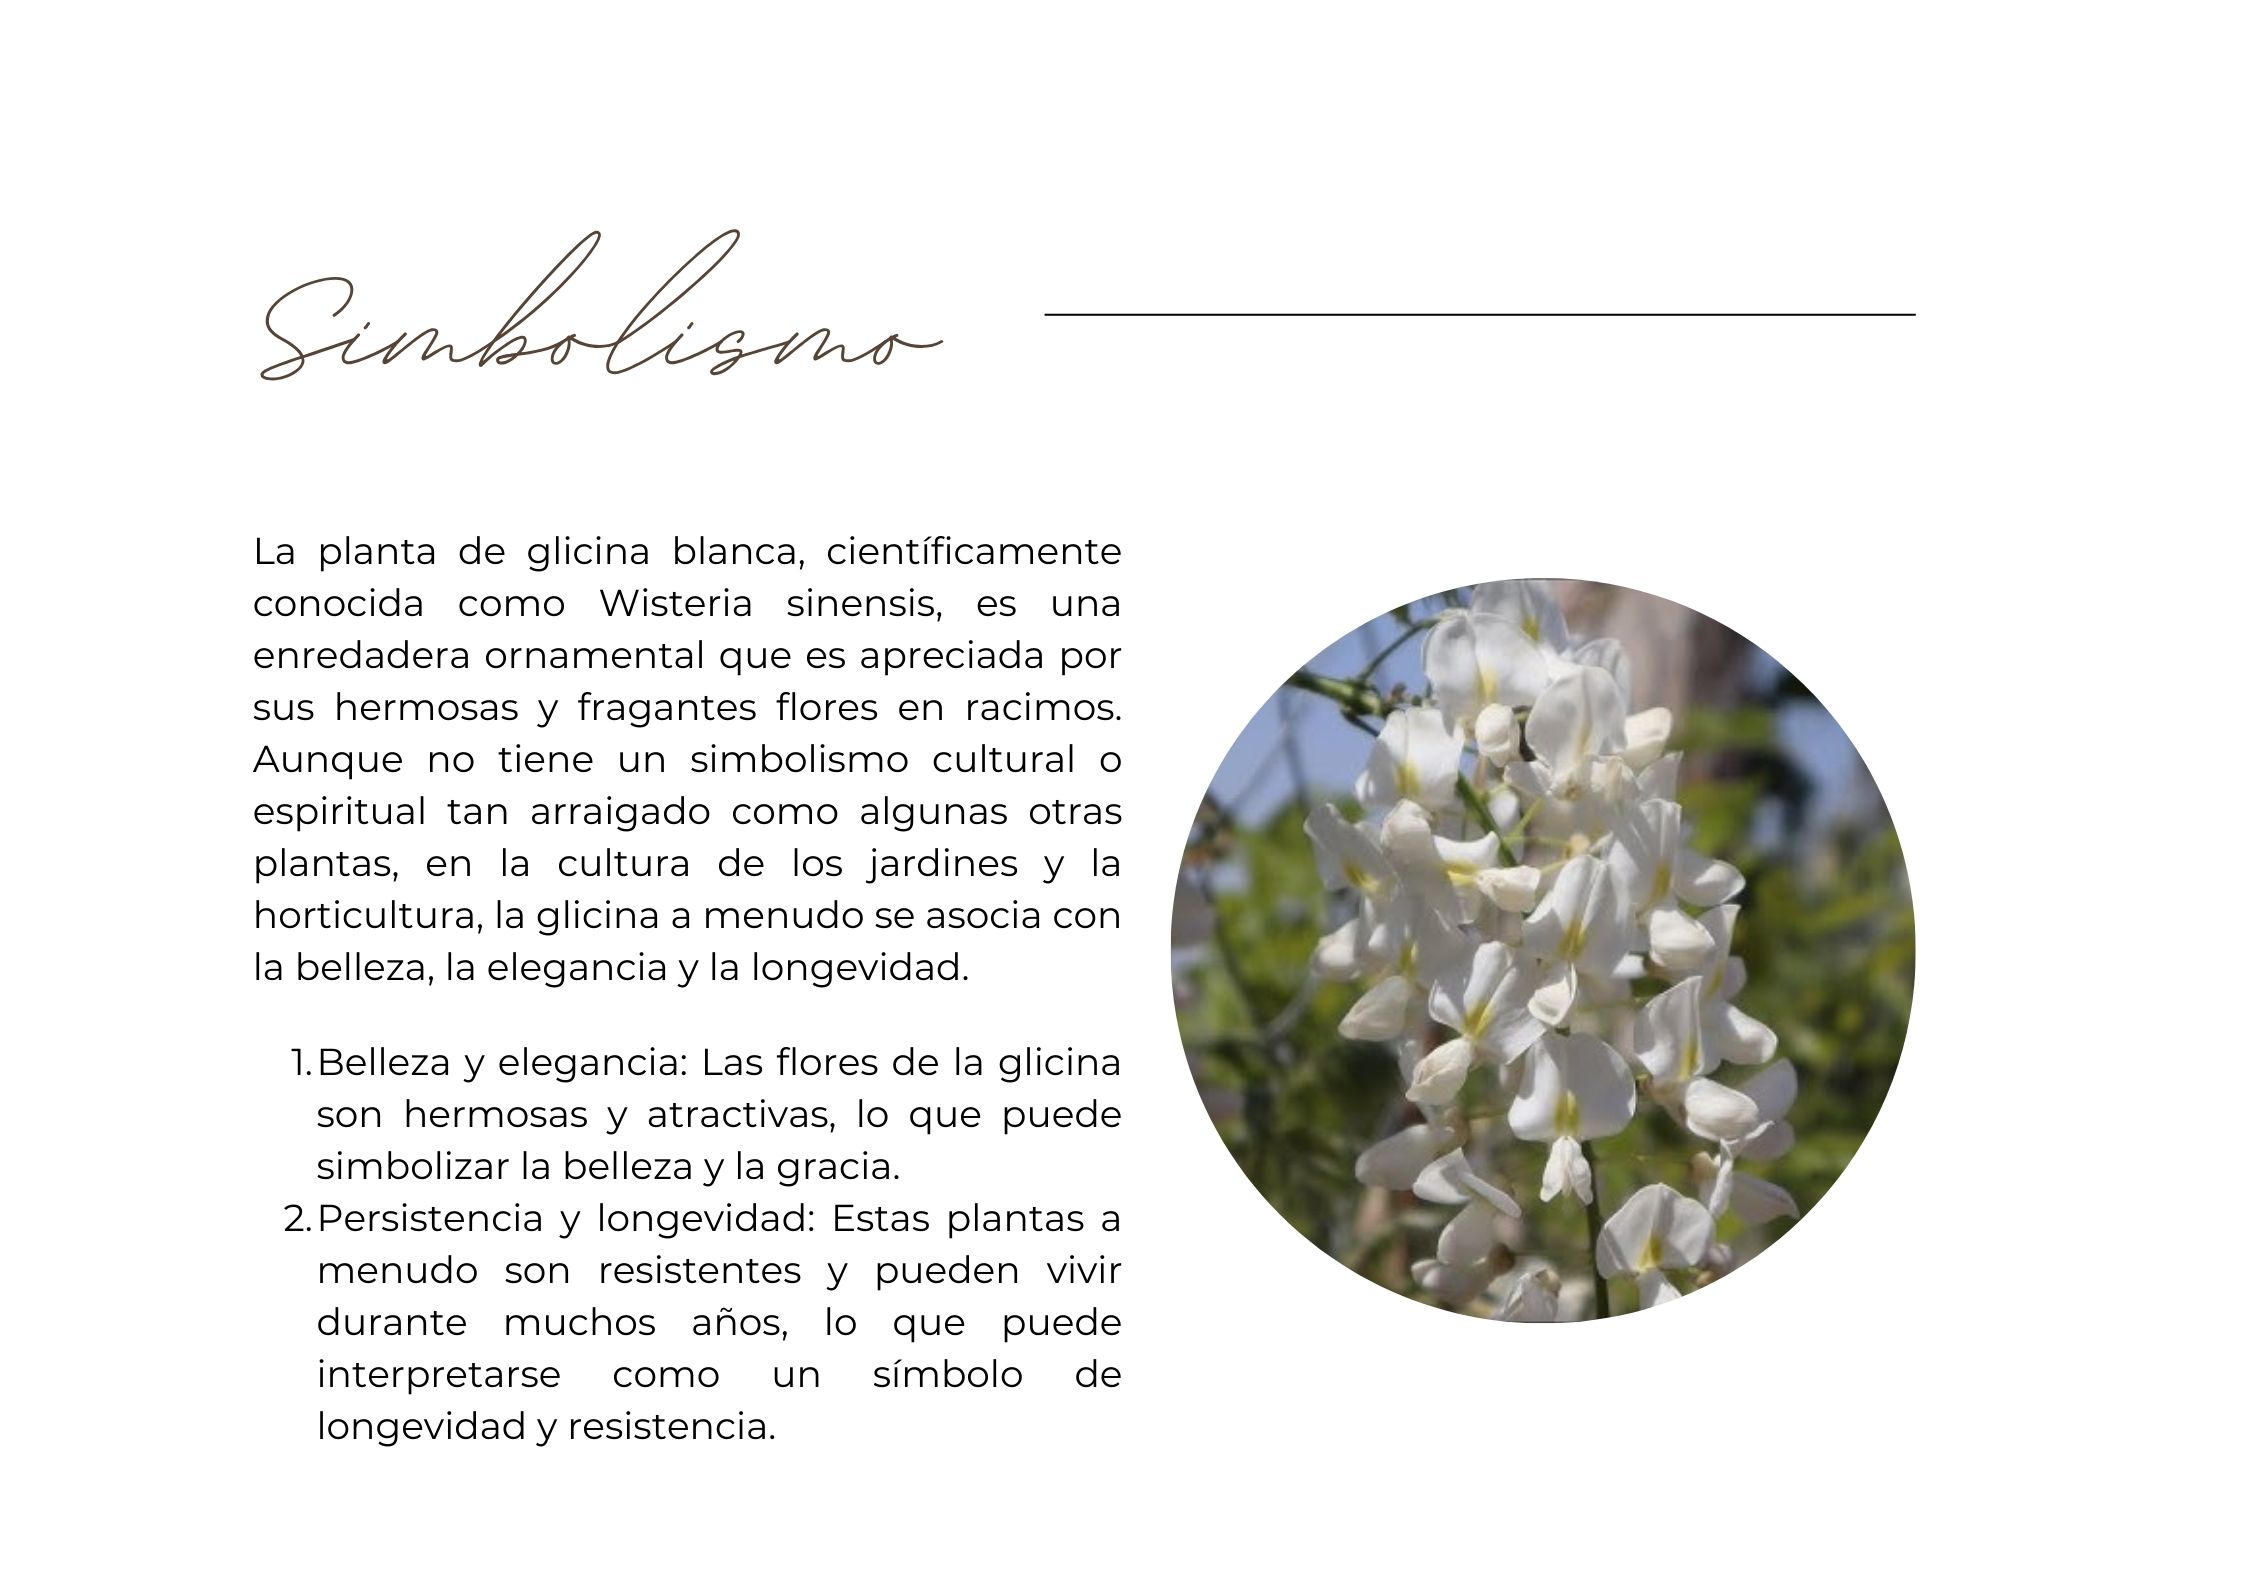 Simbolismo
La planta de glicina blanca, científicamente
conocida como Wisteria sinensis, es una
enredadera ornamental que es apreciada por
sus hermosas y fragantes flores en racimos.
Aunque no tiene un simbolismo cultural o
espiritual tan arraigado como algunas otras
plantas, en la cultura de los jardines y la
horticultura, la glicina a menudo se asocia con
la belleza, la elegancia y la longevidad.
1. Belleza y elegancia: Las flores de la glicina
son hermosas y atractivas, lo que puede
simbolizar la belleza y la gracia.
2. Persistencia y longevidad: Estas plantas a
menudo son resistentes y pueden vivir
durante muchos años, lo que puede
interpretarse como un símbolo de
longevidad y resistencia.